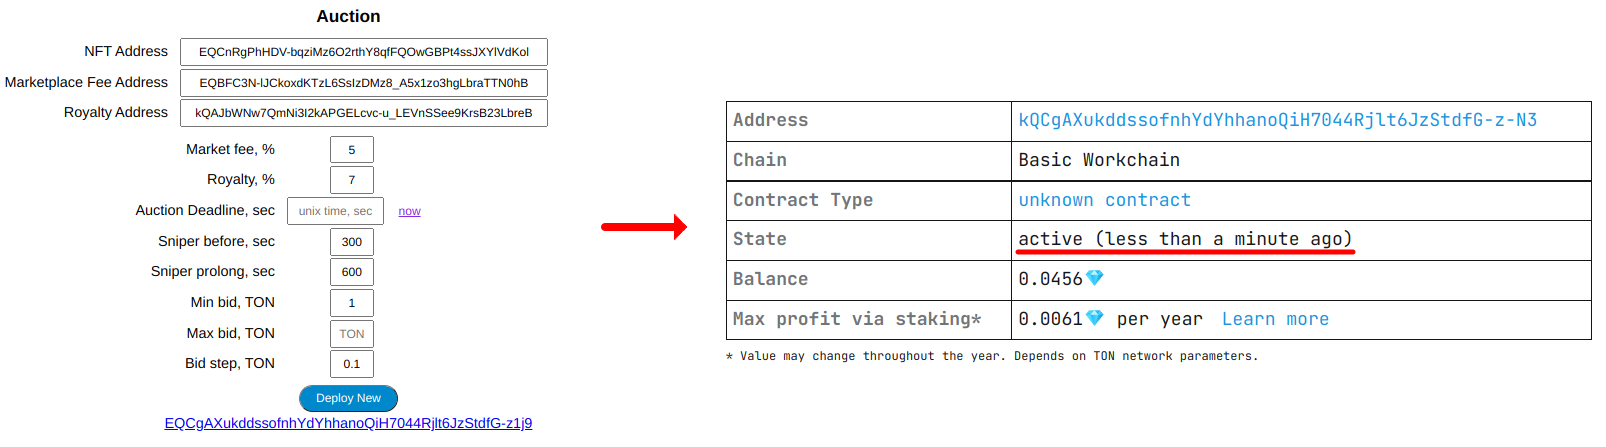 Auction
NFT Address EQCnRgPhHDV-bqziMz6O2rthY8qfFQOwGBPt4ssJXYlVdKol
Marketplace Fee Address EQBFC3N-lJCkoxdKTzL6SsIzDMz8_A5x1zo3hgLbraTTN0hB
Royalty Address kQAJbWNw7QmNi3I2kAPGELcvc-u_LEVnSSee9KrsB23LbreB
Market fee, % 5
Royalty, % 7
Auction Deadline, sec unix time, sec now
Sniper before, sec 300
Sniper prolong, sec 600
Min bid, TON 1
Max bid, TON TON
Bid step, TON 0.1
Deploy New
EQCgAXukddssofnhYdYhhanoQiH7044Rjlt6JzStdfG-z1j9
Address kQCgAXukddssofnhYdYhhanoQiH7044Rjlt6JzStdfG-z-N3
Chain Basic Workchain
Contract Type unknown contract
State active (less than a minute ago)
Balance 0.0456
Max profit via staking* 0.0061 per year Learn more
* Value may change throughout the year. Depends on TON network parameters.